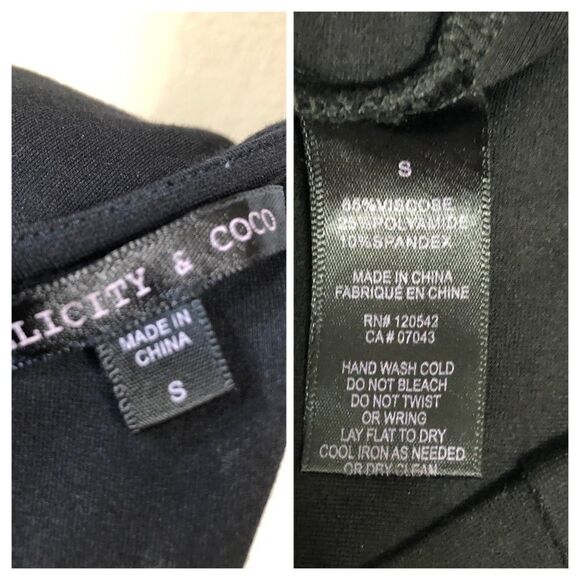 ALICITY & COCO
MADE IN
CHINA
S
S
65%VISCOSE
25%POLYAMIDE
10%SPANDEX
MADE IN CHINA
FABRIQUE EN CHINE
RN# 120542
CA# 07043
HAND WASH COLD
DO NOT BLEACH
DO NOT TWIST
OR WRING
LAY FLAT TO DRY
COOL IRON AS NEEDED
OR DRY CLEAN